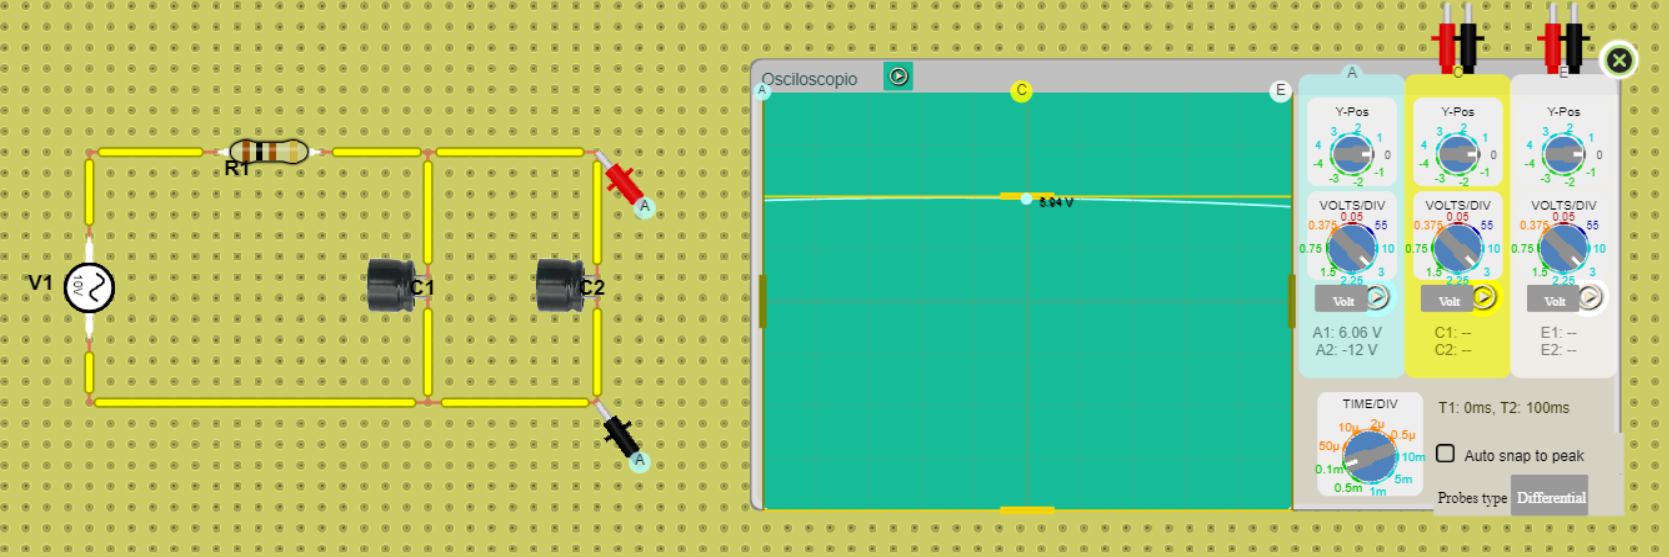 Osciloscopio
A
C
E
A
C
E
Y-Pos
Y-Pos
Y-Pos
4 3 2 1 0 -1 -2 -3 -4
4 3 2 1 0 -1 -2 -3 -4
4 3 2 1 0 -1 -2 -3 -4
R1
A
VOLTS/DIV
VOLTS/DIV
VOLTS/DIV
0.375 0.05 55 10 3 2.25 1.5 0.75
0.375 0.05 55 10 3 2.25 1.5 0.75
0.375 0.05 55 10 3 2.25 1.5 0.75
5.94 V
V1
10V
C1
C2
Volt
Volt
Volt
A1: 6.06 V
A2: -12 V
C1: --
C2: --
E1: --
E2: --
TIME/DIV
10µ 2µ 0.5µ 10m 5m 1m 0.5m 0.1m 50µ
T1: 0ms, T2: 100ms
Auto snap to peak
Probes type
Differential
A